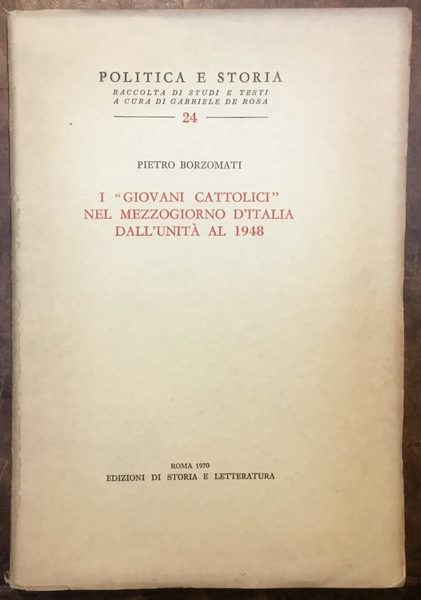 POLITICA E STORIA
RACCOLTA DI STUDI E TESTI
A CURA DI GABRIELE DE ROSA
24
PIETRO BORZOMATI
I “GIOVANI CATTOLICI”
NEL MEZZOGIORNO D'ITALIA
DALL'UNITÀ AL 1948
ROMA 1970
EDIZIONI DI STORIA E LETTERATURA